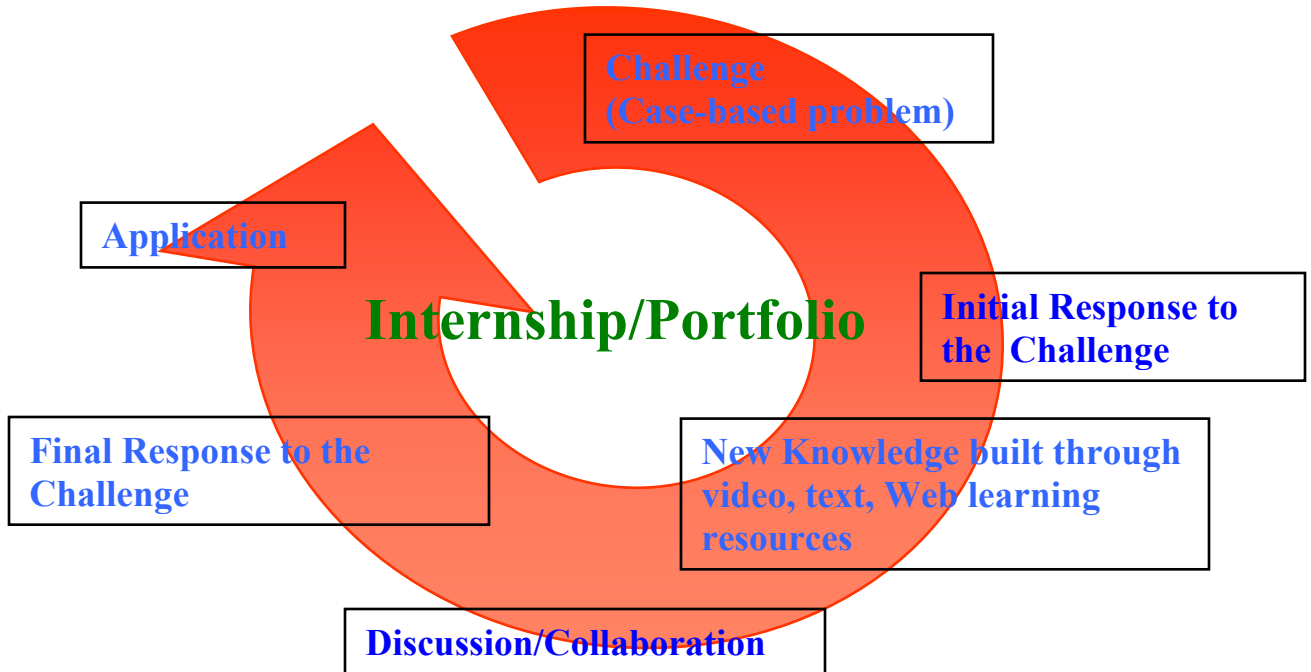 Challenge
(Case-based problem)
Application
Initial Response to
the  Challenge
Internship/Portfolio
Final Response to the
Challenge
New Knowledge built through
video, text, Web learning
resources
Discussion/Collaboration